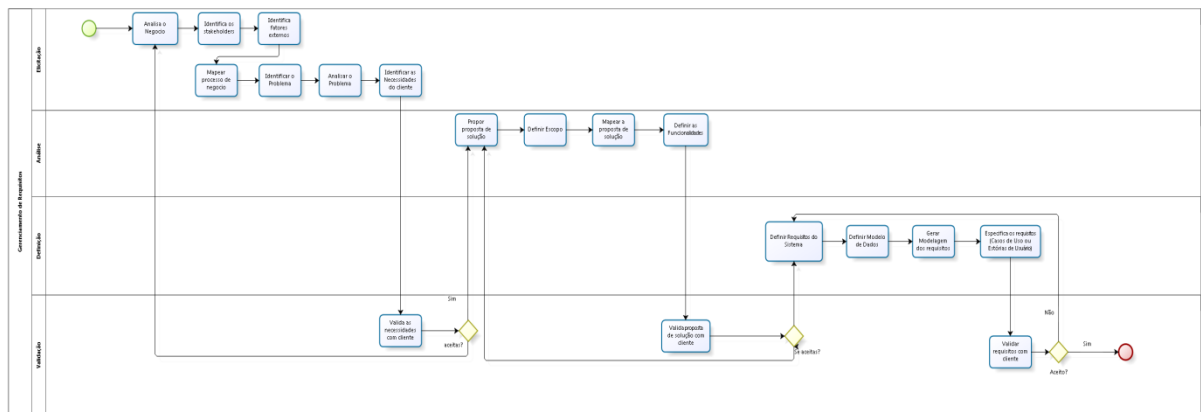 Gerenciamento de Requisitos
Elicitação
Analisa o
Negocio
Identifica os
stakeholders
Identifica
Fatores
externos
Mapear
processo de
negocio
Identificar o
Problema
Analisar o
Problema
Identificar as
Necessidades
do cliente
Análise
Propor
proposta de
solução
Definir Escopo
Mapear a
proposta de
solução
Definir as
Funcionalidades
Definição
Definir Requisitos do
Sistema
Definir Modelo
de Dados
Gerar
Modelagem
dos requisitos
Especifica os requisitos
(Casos de Uso ou
Estórias de Usuário)
Validação
Valida as
necessidades
com cliente
Sim
aceitas?
Valida proposta
de solução com
cliente
Se aceitas?
Validar
requisitos com
cliente
Não
Aceito?
Sim